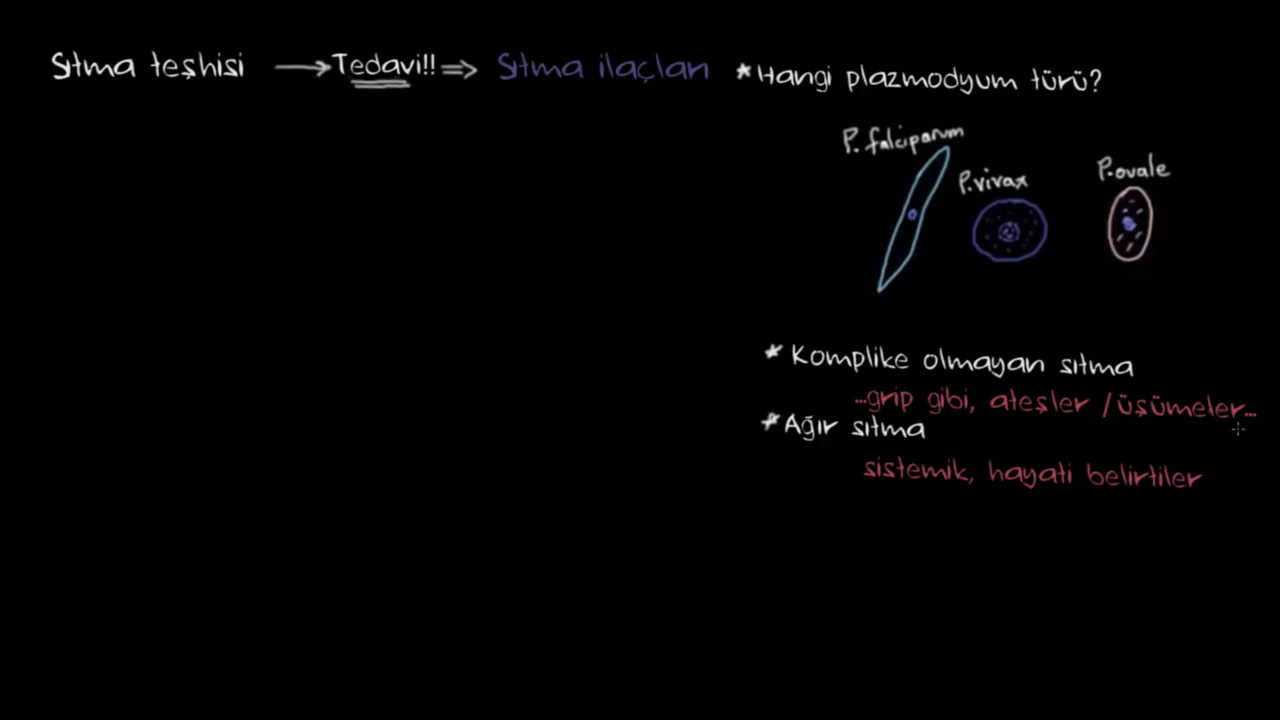 Sıtma teşhisi → Tedavi!! ⇒ Sıtma ilaçları * Hangi plazmodyum türü?
P. falciparum
P.vivax
P.ovale
* Komplike olmayan sıtma
...grip gibi, ateşler / üşümeler...
* Ağır sıtma
sistemik, hayati belirtiler